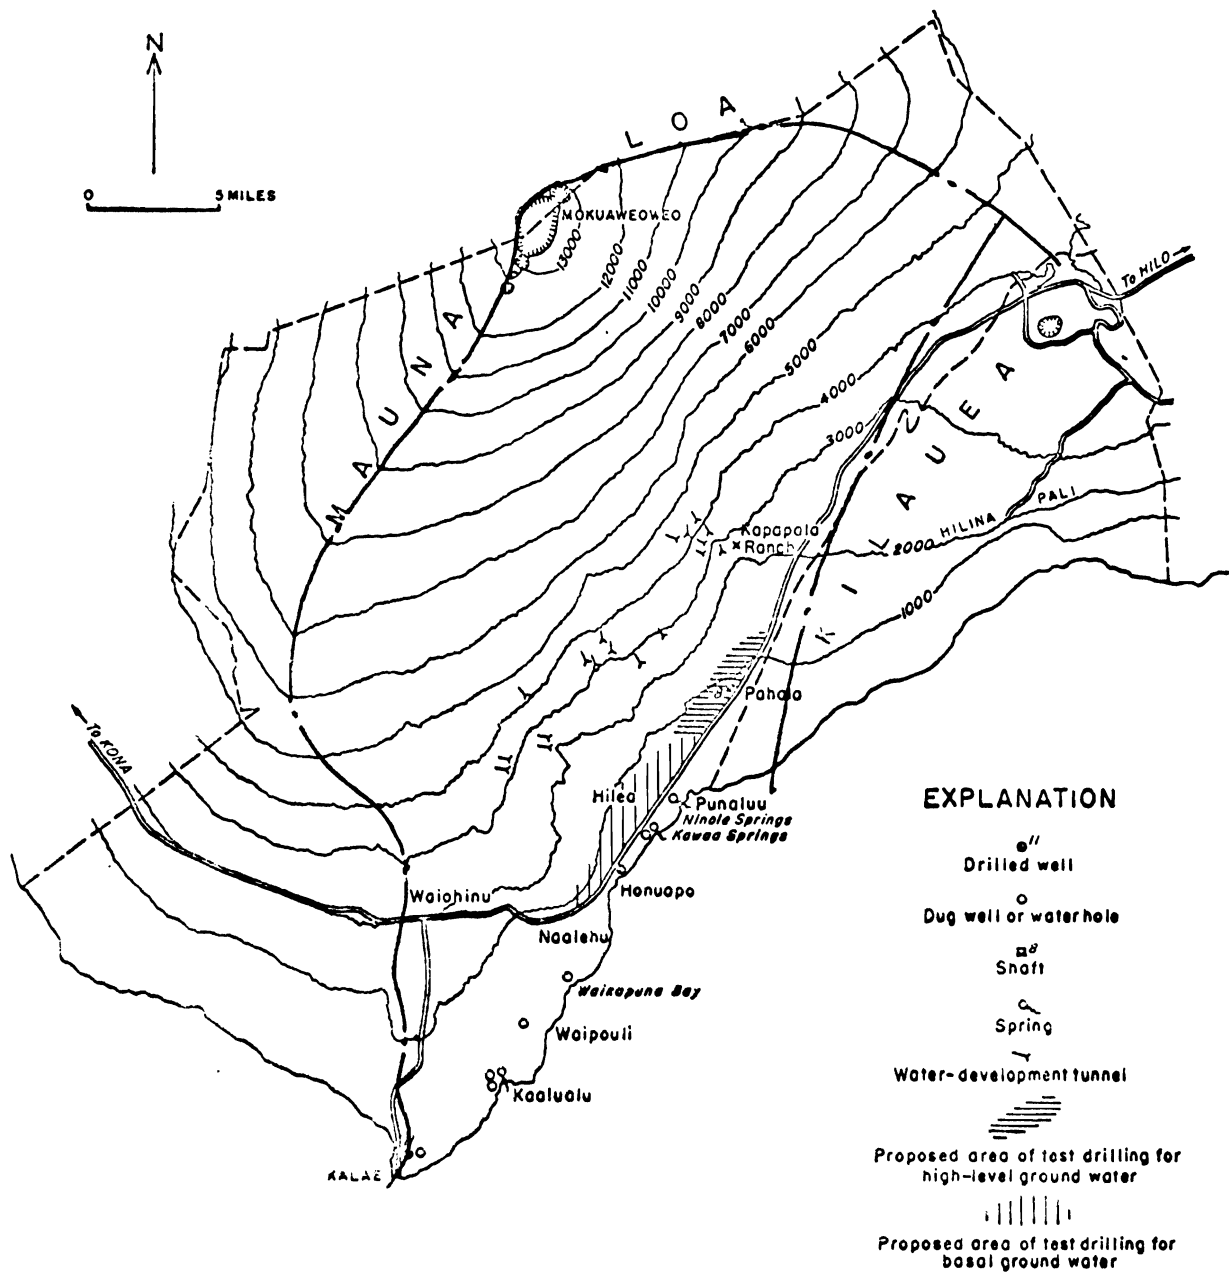 N
0 5 MILES
MAUNA LOA
MOKUAWEOWEO
13000
12000
11000
10000
9000
8000
7000
6000
5000
4000
3000
2000
1000
TO HILO
KILAUEA
HILINA PALI
Kapapala
Ranch
Pahala
TO KONA
Hilea
Punaluu
Ninole Springs
Kawaa Springs
Honuapo
Waiohinu
Naalehu
Waikapuna Bay
Waipouli
Kaalualu
KALAE
EXPLANATION
11
Drilled well
Dug well or waterhole
8
Shaft
Spring
Water-development tunnel
Proposed area of test drilling for
high-level ground water
Proposed area of test drilling for
basal ground water